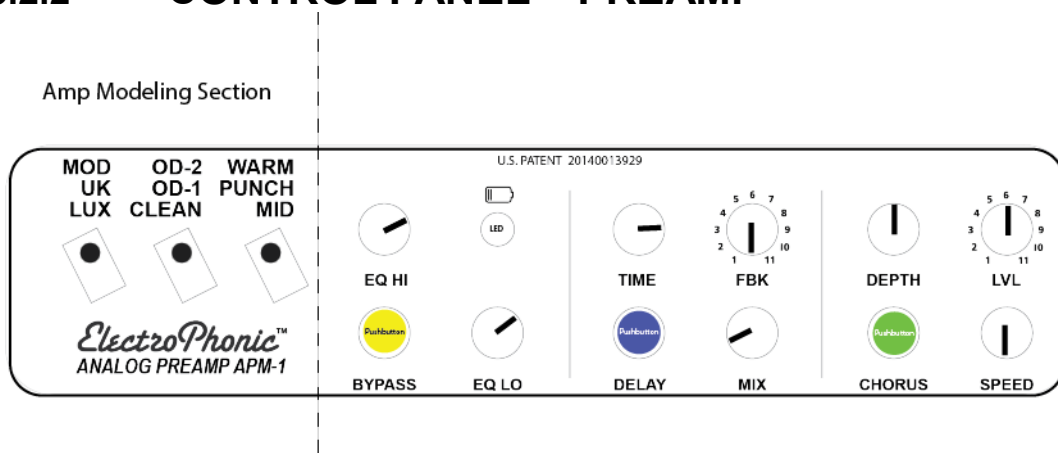 CONTROL PANEL - PREAMP
Amp Modeling Section
U.S. PATENT 20140013929
MOD OD-2 WARM
UK OD-1 PUNCH
LUX CLEAN MID
ElectroPhonic™
ANALOG PREAMP APM-1
LED
EQ HI
Pushbutton
BYPASS
EQ LO
TIME
1 2 3 4 5 6 7 8 9 10 11
FBK
Pushbutton
DELAY
MIX
DEPTH
1 2 3 4 5 6 7 8 9 10 11
LVL
Pushbutton
CHORUS
SPEED